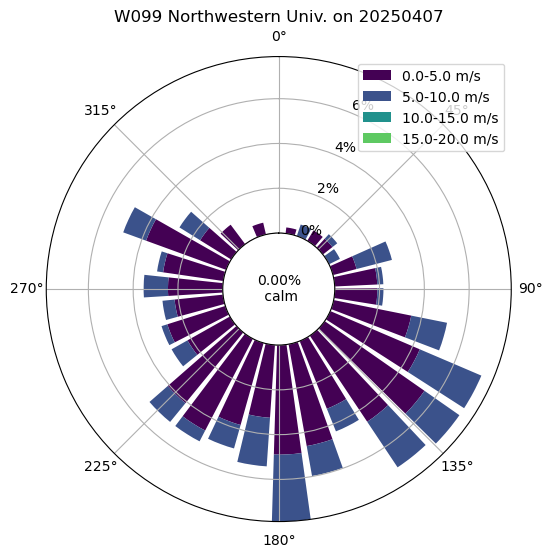 W099 Northwestern Univ. on 20250407
0°
0.0-5.0 m/s
5.0-10.0 m/s
10.0-15.0 m/s
15.0-20.0 m/s
315°
45°
6%
4%
2%
0%
0.00%
calm
270°
90°
225°
135°
180°